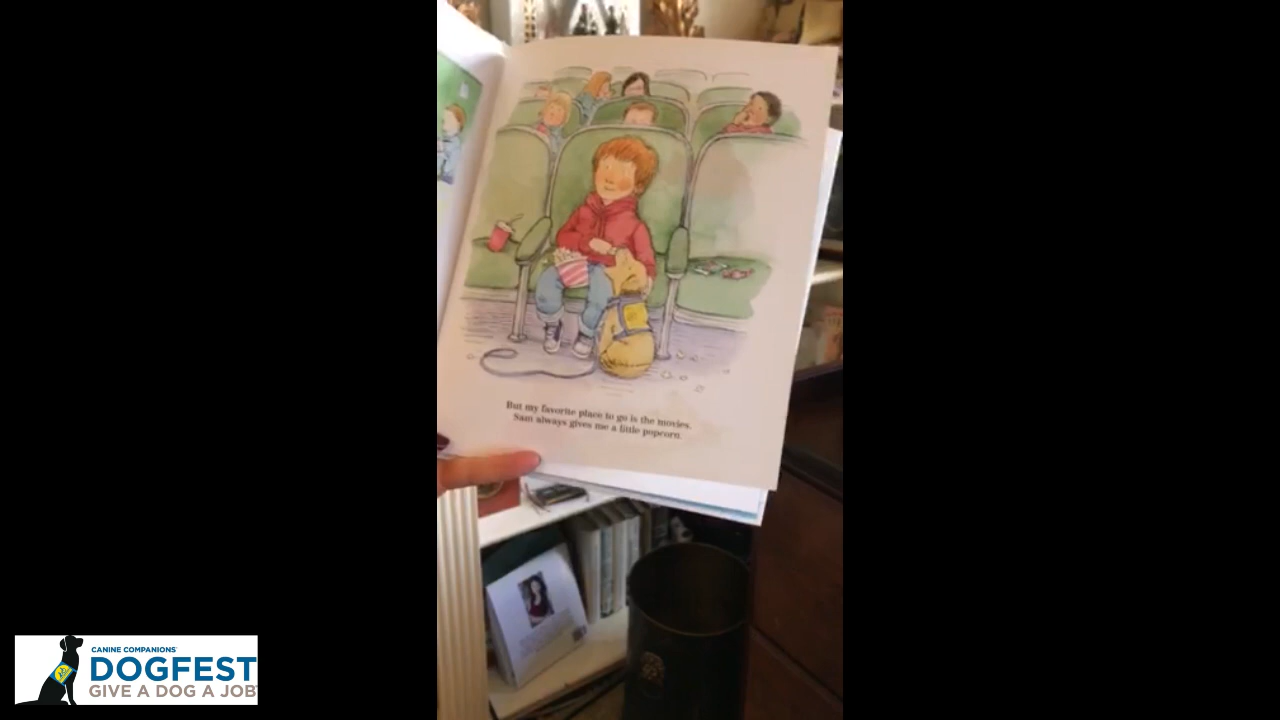 But my favorite place to go is the movies.
Sam always gives me a little popcorn.
CANINE COMPANIONS
DOGFEST
GIVE A DOG A JOB